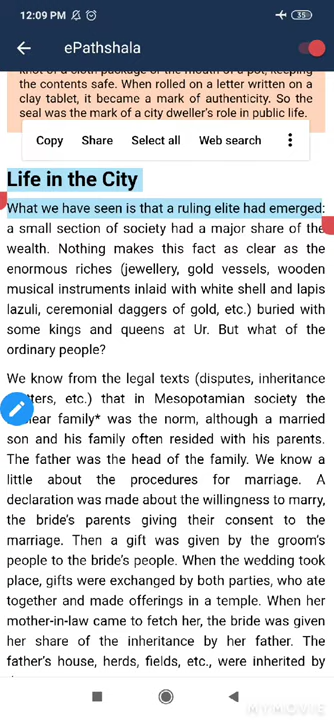 12:09 PM
35
ePathshala
knot of a cloth package or the mouth of a pot, keeping
the contents safe. When rolled on a letter written on a
clay tablet, it became a mark of authenticity. So the
seal was the mark of a city dweller's role in public life.
Copy Share Select all Web search
Life in the City
What we have seen is that a ruling elite had emerged:
a small section of society had a major share of the
wealth. Nothing makes this fact as clear as the
enormous riches (jewellery, gold vessels, wooden
musical instruments inlaid with white shell and lapis
lazuli, ceremonial daggers of gold, etc.) buried with
some kings and queens at Ur. But what of the
ordinary people?
We know from the legal texts (disputes, inheritance
etc.) that in Mesopotamian society the
family* was the norm, although a married
son and his family often resided with his parents.
The father was the head of the family. We know a
little about the procedures for marriage. A
declaration was made about the willingness to marry,
the bride's parents giving their consent to the
marriage. Then a gift was given by the groom's
people to the bride's people. When the wedding took
place, gifts were exchanged by both parties, who ate
together and made offerings in a temple. When her
mother-in-law came to fetch her, the bride was given
her share of the inheritance by her father. The
father's house, herds, fields, etc., were inherited by
MYMOVIE